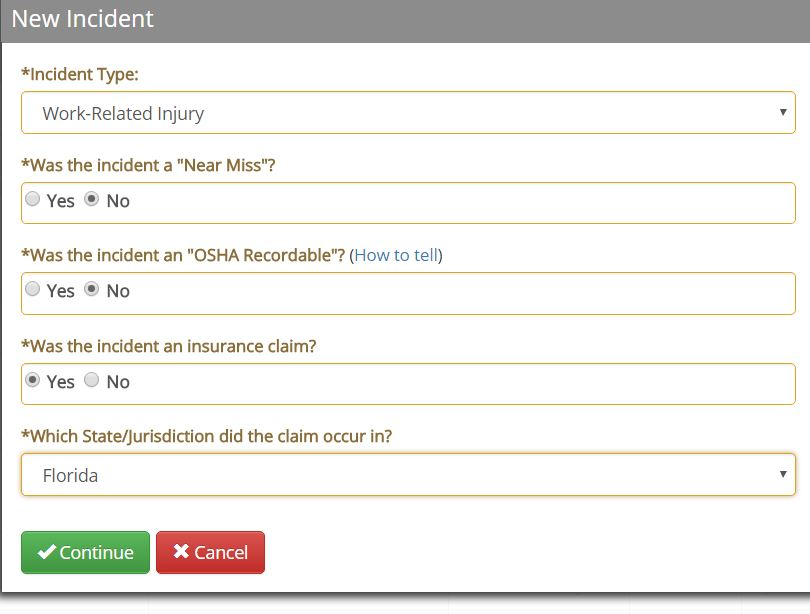 New Incident
*Incident Type:
Work-Related Injury
*Was the incident a "Near Miss"?
Yes No
*Was the incident an "OSHA Recordable"? (How to tell)
Yes No
*Was the incident an insurance claim?
Yes No
*Which State/Jurisdiction did the claim occur in?
Florida
Continue Cancel